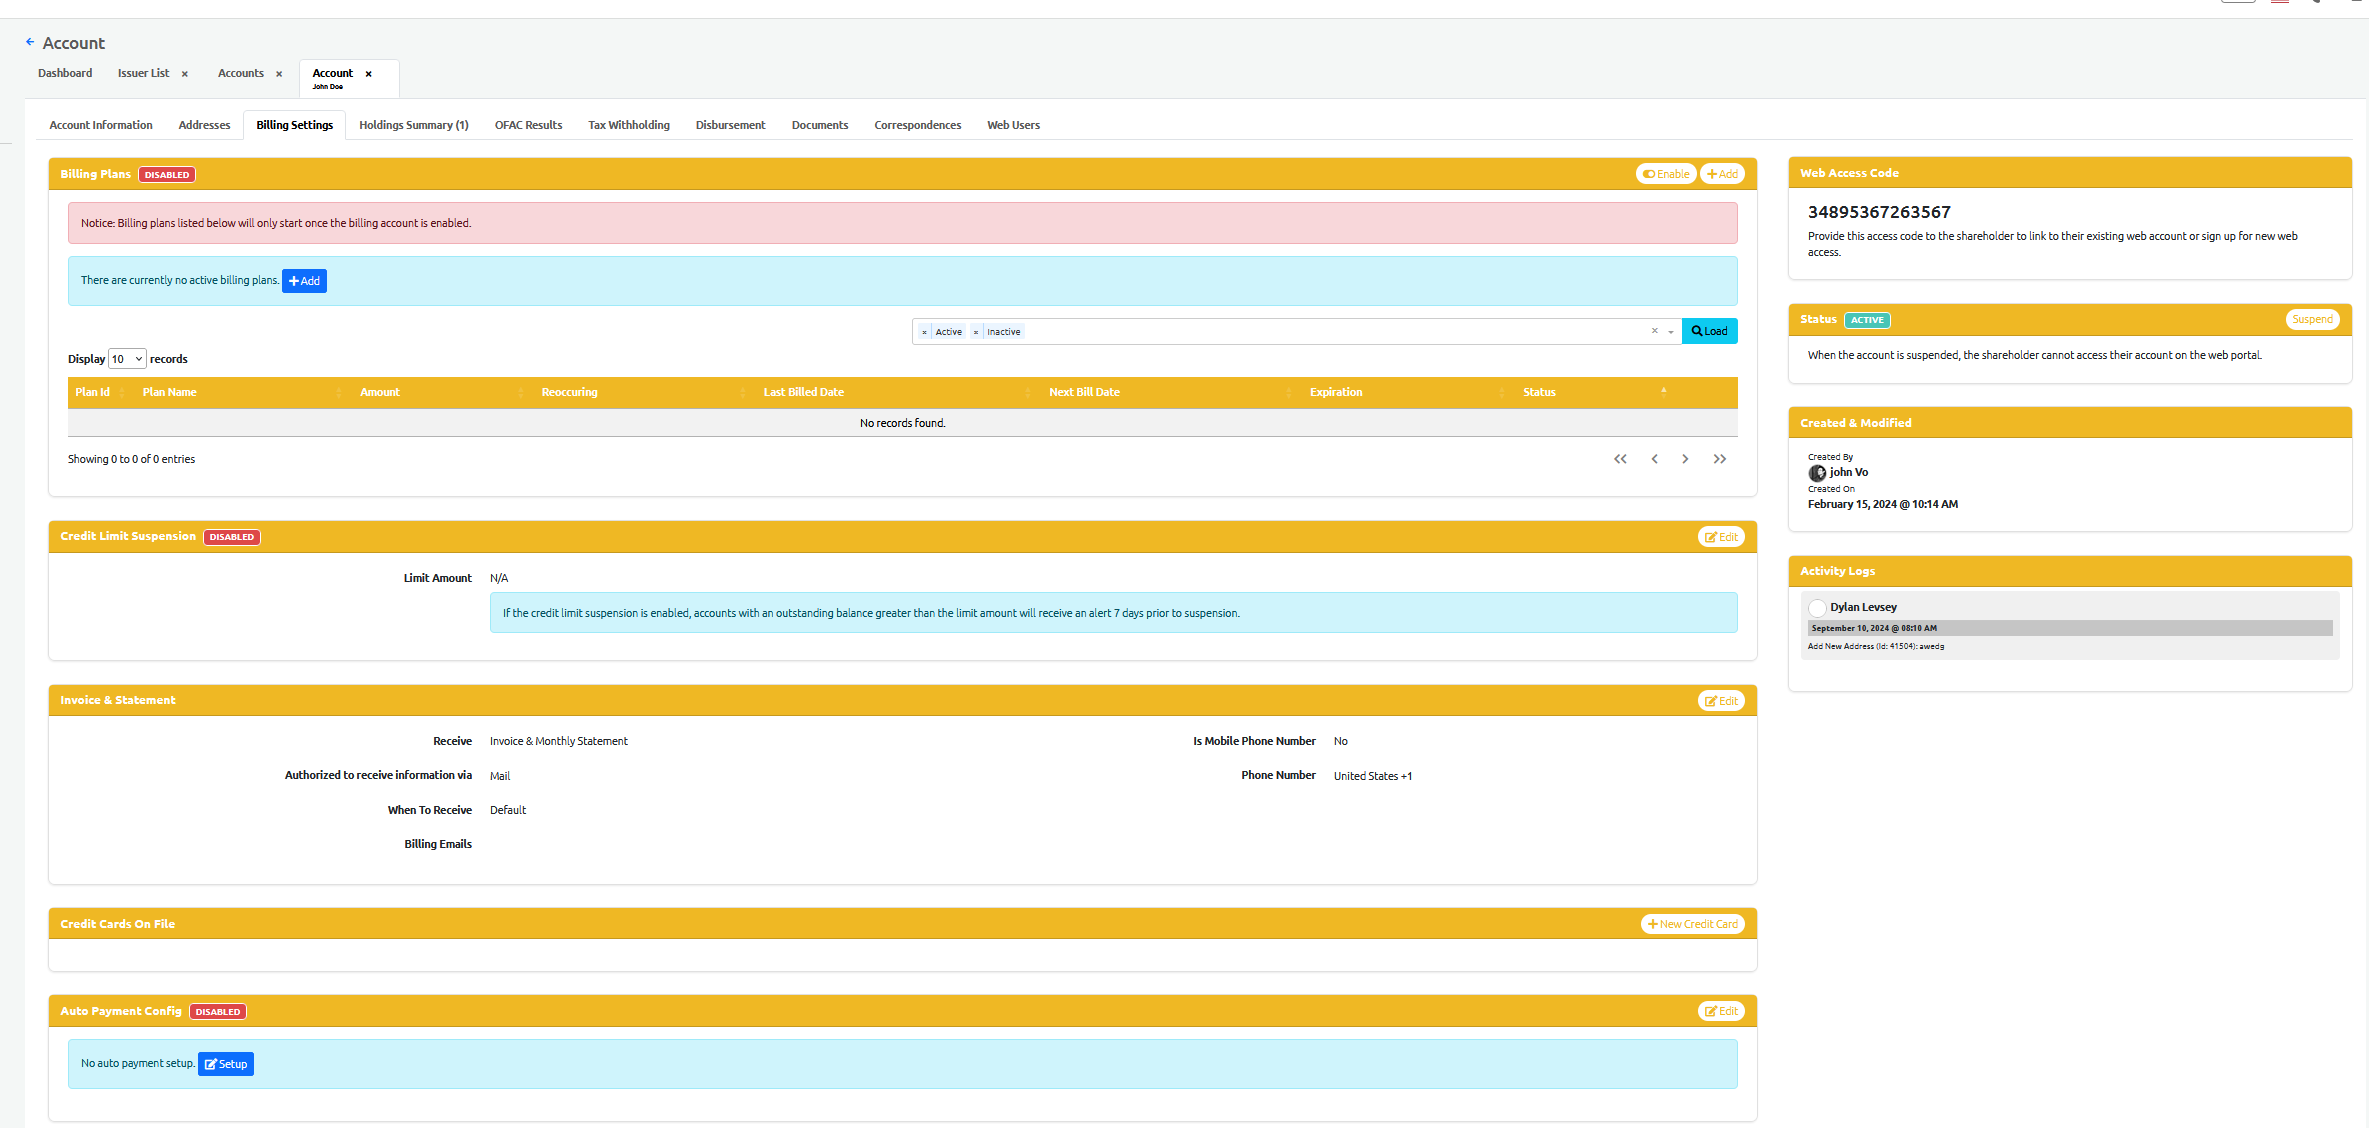 Account
Dashboard
Issuer List ×
Accounts ×
Account ×
John Doe
Account Information
Addresses
Billing Settings
Holdings Summary (1)
OFAC Results
Tax Withholding
Disbursement
Documents
Correspondences
Web Users
Billing Plans DISABLED
Enable
Add
Notice: Billing plans listed below will only start once the billing account is enabled.
There are currently no active billing plans. Add
× Active × Inactive
Load
Display 10 records
Plan Id Plan Name Amount Reoccuring Last Billed Date Next Bill Date Expiration Status
No records found.
Showing 0 to 0 of 0 entries
Credit Limit Suspension DISABLED
Edit
Limit Amount N/A
If the credit limit suspension is enabled, accounts with an outstanding balance greater than the limit amount will receive an alert 7 days prior to suspension.
Invoice & Statement
Edit
Receive Invoice & Monthly Statement
Authorized to receive information via Mail
When To Receive Default
Billing Emails
Is Mobile Phone Number No
Phone Number United States +1
Credit Cards On File
New Credit Card
Auto Payment Config DISABLED
Edit
No auto payment setup. Setup
Web Access Code
34895367263567
Provide this access code to the shareholder to link to their existing web account or sign up for new web
access.
Status ACTIVE
Suspend
When the account is suspended, the shareholder cannot access their account on the web portal.
Created & Modified
Created By
john Vo
Created On
February 15, 2024 @ 10:14 AM
Activity Logs
Dylan Levsey
September 10, 2024 @ 08:10 AM
Add New Address (Id: 41504): awedg